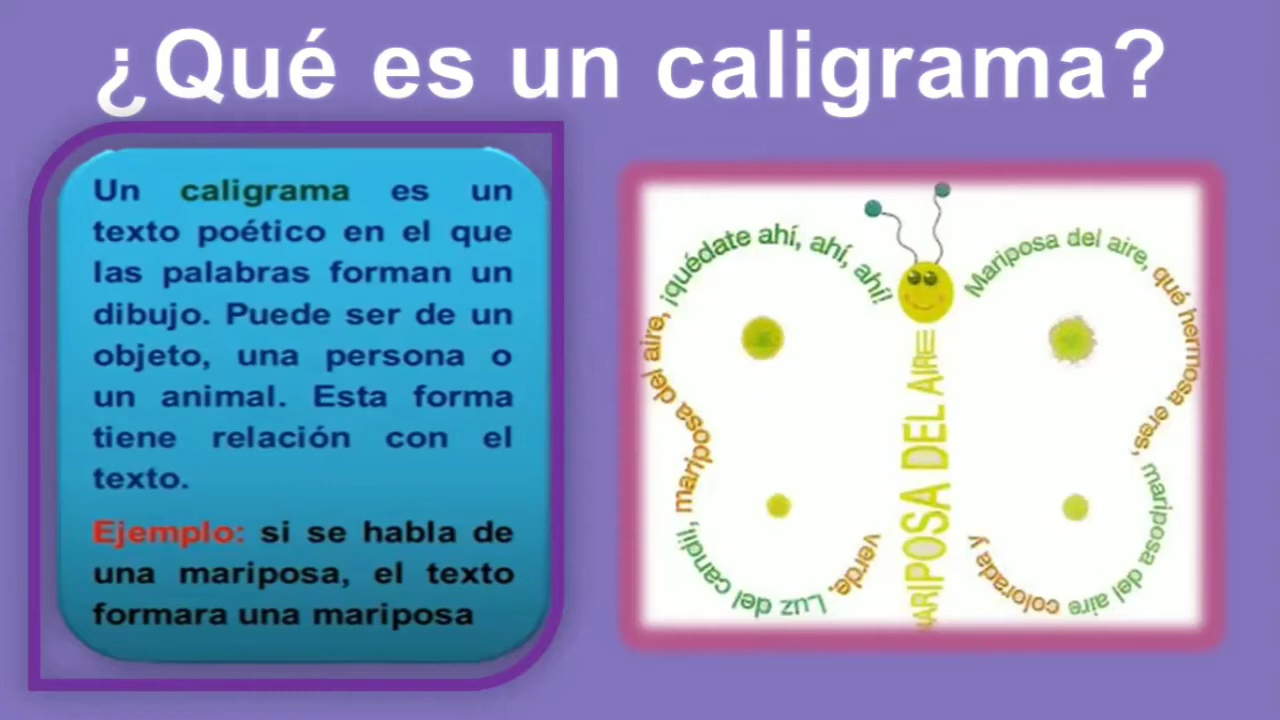 ¿Qué es un caligrama?
Un caligrama es un
texto poético en el que
las palabras forman un
dibujo. Puede ser de un
objeto, una persona o
un animal. Esta forma
tiene relación con el
texto.
Ejemplo: si se habla de
una mariposa, el texto
formara una mariposa
MARIPOSA DEL AIRE
Mariposa del aire, qué hermosa eres, mariposa del aire colorada y
verde. Luz del candil, mariposa del aire, ¡quédate ahí, ahí, ahí!